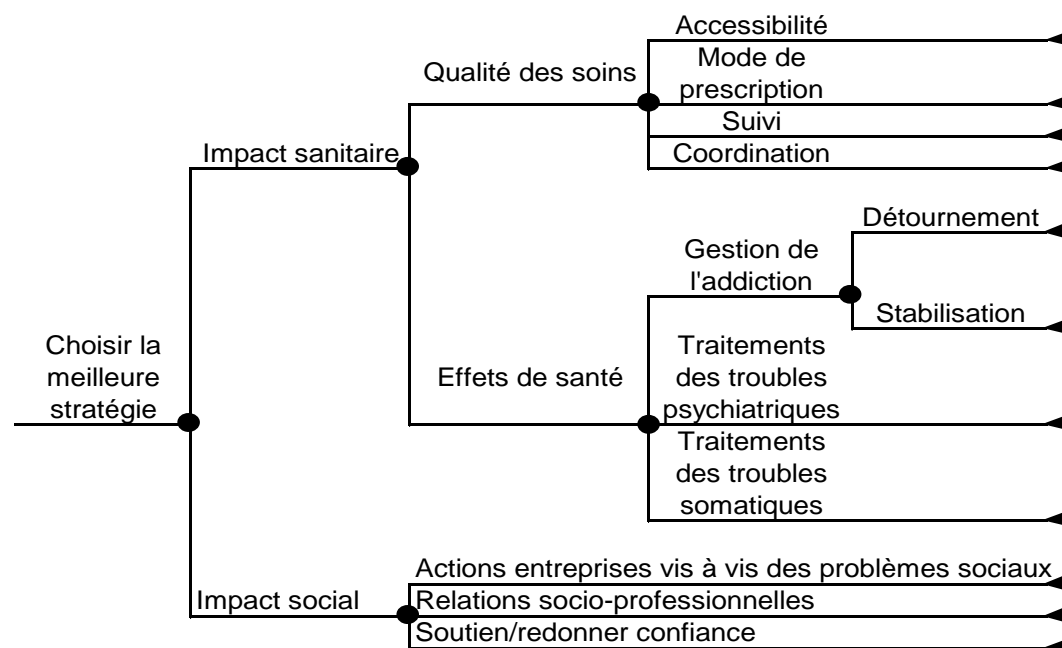 Accessibilité
Mode de
prescription
Qualité des soins
Suivi
Coordination
Impact sanitaire
Détournement
Gestion de
l'addiction
Stabilisation
Choisir la
meilleure
stratégie
Effets de santé
Traitements
des troubles
psychiatriques
Traitements
des troubles
somatiques
Actions entreprises vis à vis des problèmes sociaux
Impact social
Relations socio-professionnelles
Soutien/redonner confiance